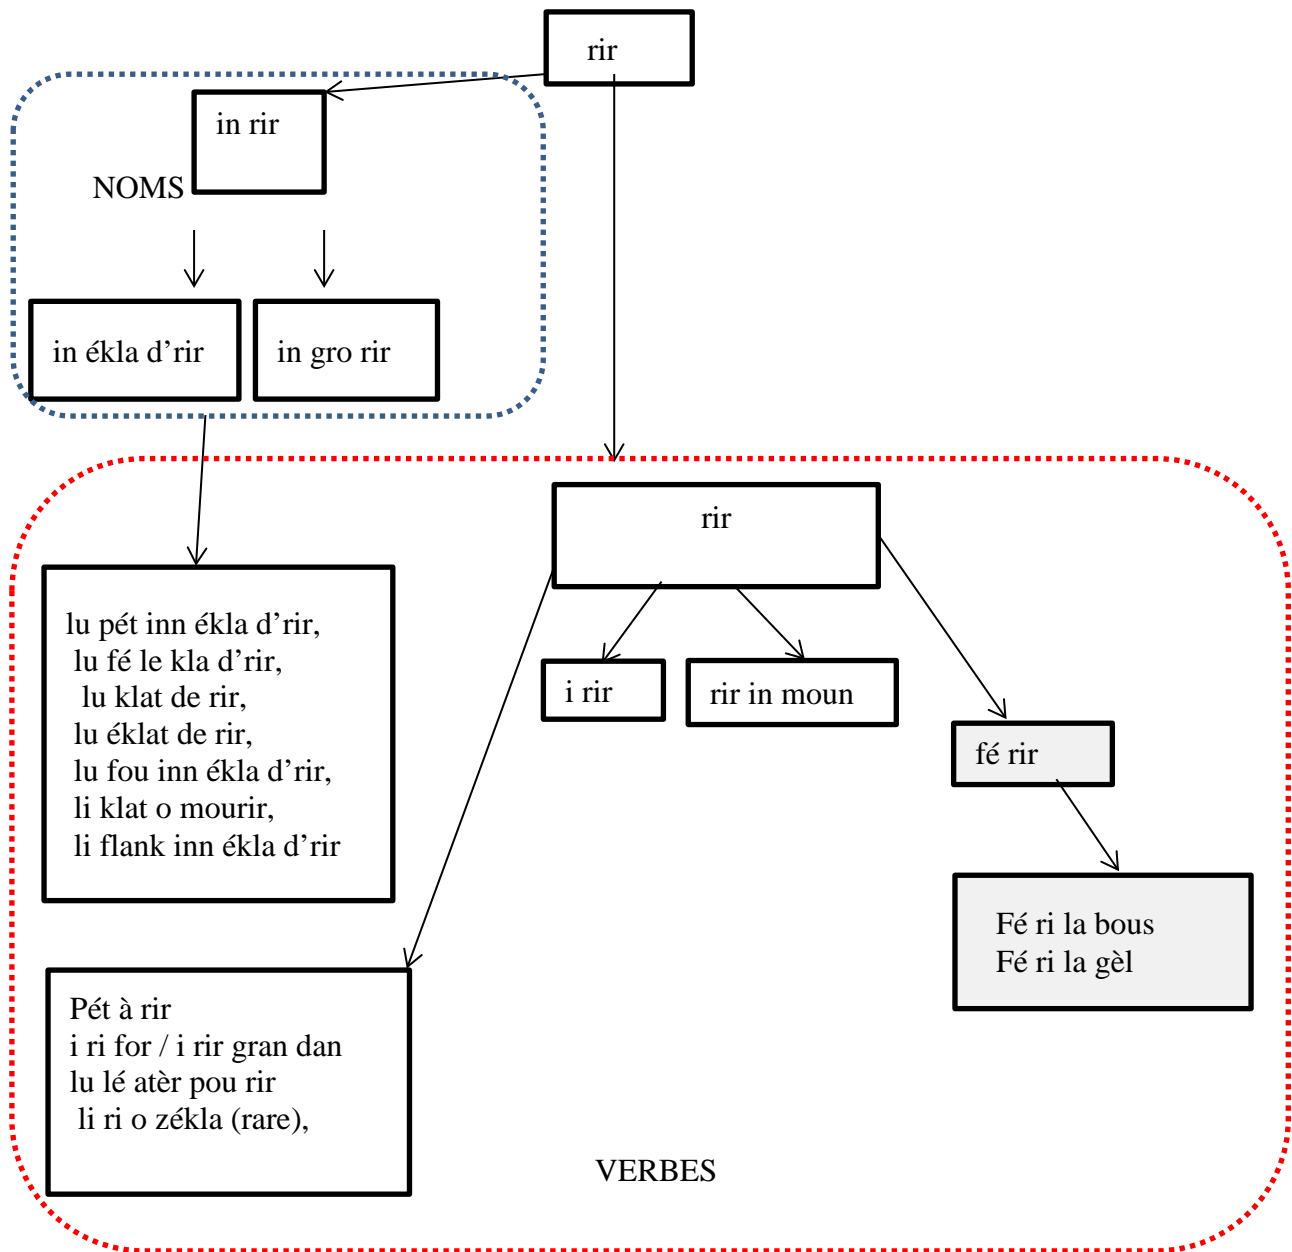 rir
in rir
NOMS
in ékla d’rir
in gro rir
rir
lu pét inn ékla d’rir,
lu fé le kla d’rir,
lu klat de rir,
lu éklat de rir,
lu fou inn ékla d’rir,
li klat o mourir,
li flank inn ékla d’rir
i rir
rir in moun
fé rir
Fé ri la bous
Fé ri la gèl
Pét à rir
i ri for / i rir gran dan
lu lé atèr pou rir
li ri o zékla (rare),
VERBES